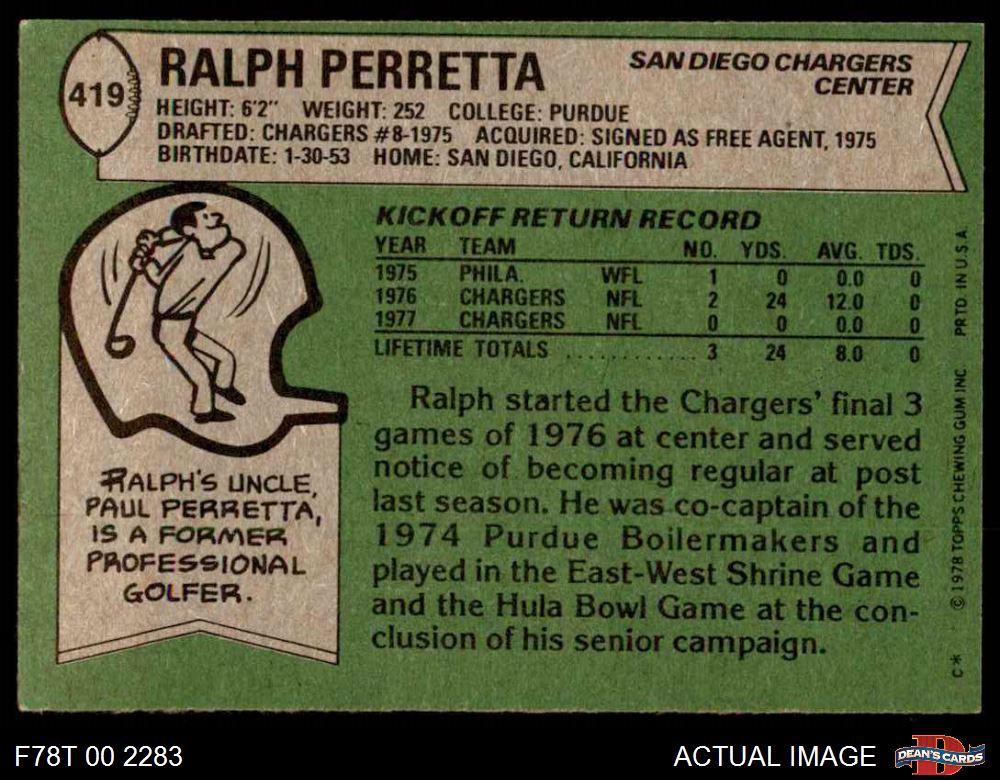 419
RALPH PERRETTA
SAN DIEGO CHARGERS
CENTER
HEIGHT: 6'2" WEIGHT: 252 COLLEGE: PURDUE
DRAFTED: CHARGERS #8-1975 ACQUIRED: SIGNED AS FREE AGENT, 1975
BIRTHDATE: 1-30-53 HOME: SAN DIEGO, CALIFORNIA
KICKOFF RETURN RECORD
YEAR TEAM NO. YDS. AVG. TDS.
1975 PHILA. WFL 1 0 0.0 0
1976 CHARGERS NFL 2 24 12.0 0
1977 CHARGERS NFL 0 0 0.0 0
LIFETIME TOTALS ............ 3 24 8.0 0
Ralph started the Chargers' final 3
games of 1976 at center and served
notice of becoming regular at post
last season. He was co-captain of the
1974 Purdue Boilermakers and
played in the East-West Shrine Game
and the Hula Bowl Game at the con-
clusion of his senior campaign.
RALPH'S UNCLE,
PAUL PERRETTA,
IS A FORMER
PROFESSIONAL
GOLFER.
C* © 1978 TOPPS CHEWING GUM INC PRTD. IN U.S.A.
F78T 00 2283
ACTUAL IMAGE
D
DEAN'S CARDS